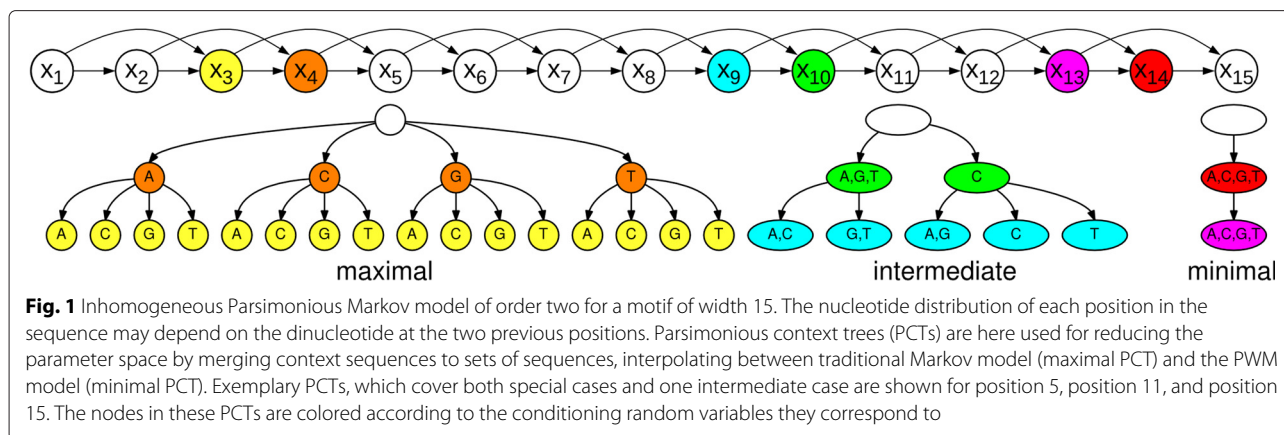 x1 x2 x3 x4 x5 x6 x7 x8 x9 x10 x11 x12 x13 x14 x15
A C G T A,G,T C A,C,G,T
A C G T A C G T A C G T A C G T A,C G,T A,G C T A,C,G,T
maximal intermediate minimal
Fig. 1 Inhomogeneous Parsimonious Markov model of order two for a motif of width 15. The nucleotide distribution of each position in the
sequence may depend on the dinucleotide at the two previous positions. Parsimonious context trees (PCTs) are here used for reducing the
parameter space by merging context sequences to sets of sequences, interpolating between traditional Markov model (maximal PCT) and the PWM
model (minimal PCT). Exemplary PCTs, which cover both special cases and one intermediate case are shown for position 5, position 11, and position
15. The nodes in these PCTs are colored according to the conditioning random variables they correspond to